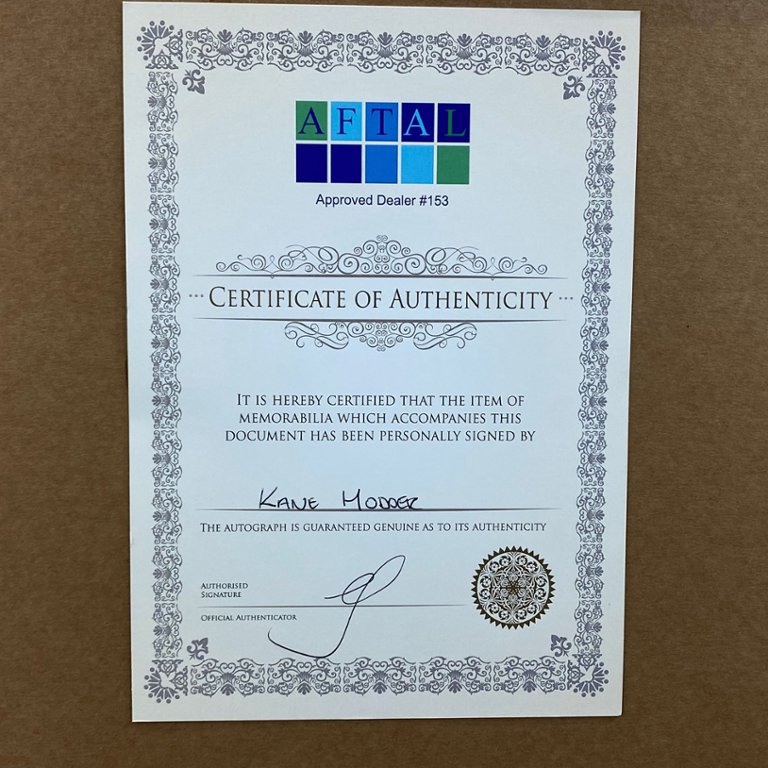 AFTAL
Approved Dealer #153
CERTIFICATE OF AUTHENTICITY
IT IS HEREBY CERTIFIED THAT THE ITEM OF
MEMORABILIA WHICH ACCOMPANIES THIS
DOCUMENT HAS BEEN PERSONALLY SIGNED BY
KANE HODDER
THE AUTOGRAPH IS GUARANTEED GENUINE AS TO ITS AUTHENTICITY
AUTHORISED
SIGNATURE
OFFICIAL AUTHENTICATOR